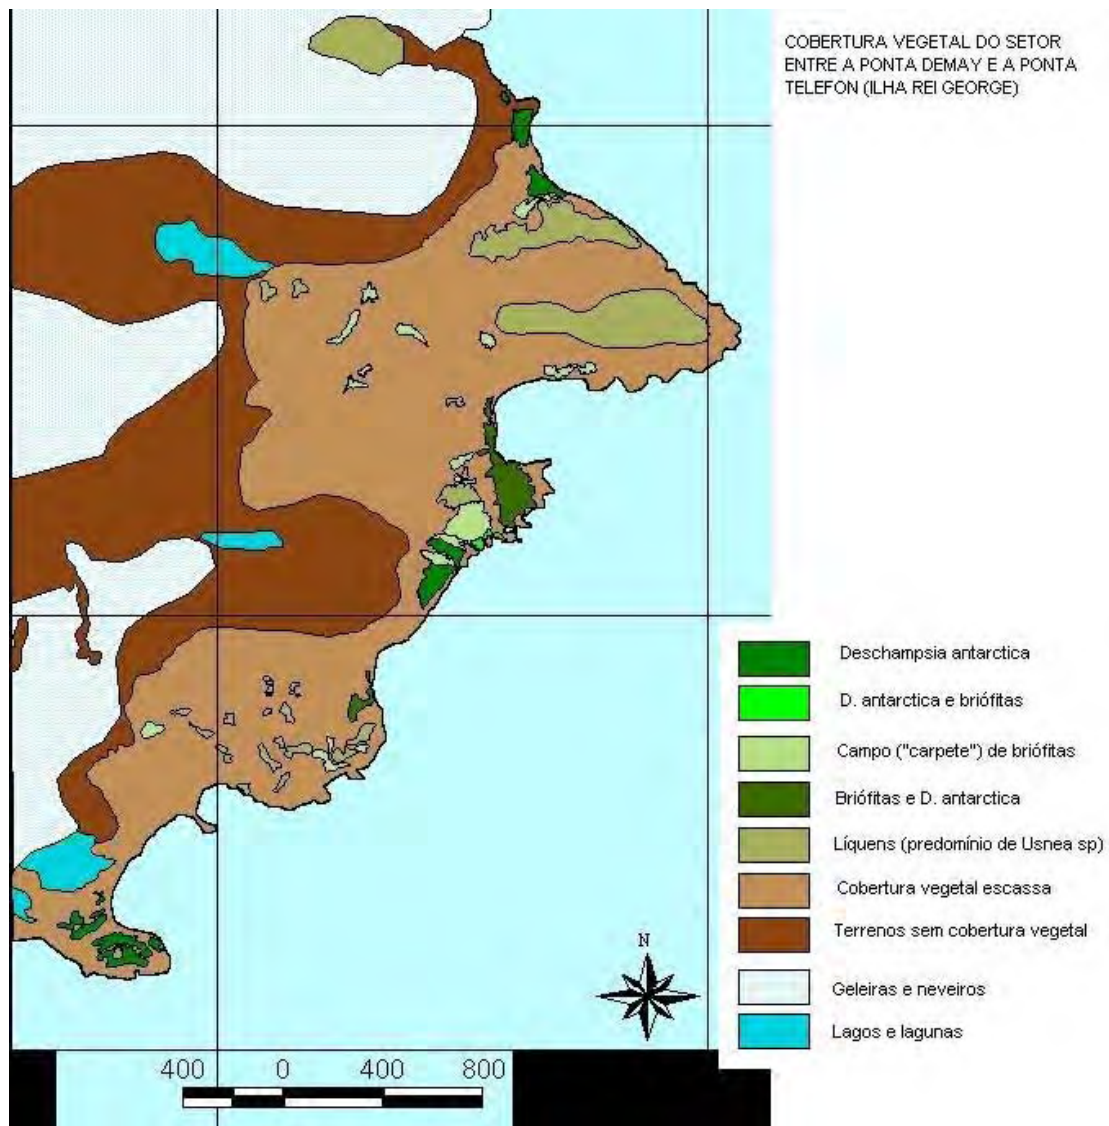 COBERTURA VEGETAL DO SETOR
ENTRE A PONTA DEMAY E A PONTA
TELEFON (ILHA REI GEORGE)
Deschampsia antarctica
D. antarctica e briófitas
Campo ("carpete") de briófitas
Briófitas e D. antarctica
Líquens (predomínio de Usnea sp)
Cobertura vegetal escassa
Terrenos sem cobertura vegetal
N
Geleiras e neveiros
Lagos e lagunas
400 0 400 800